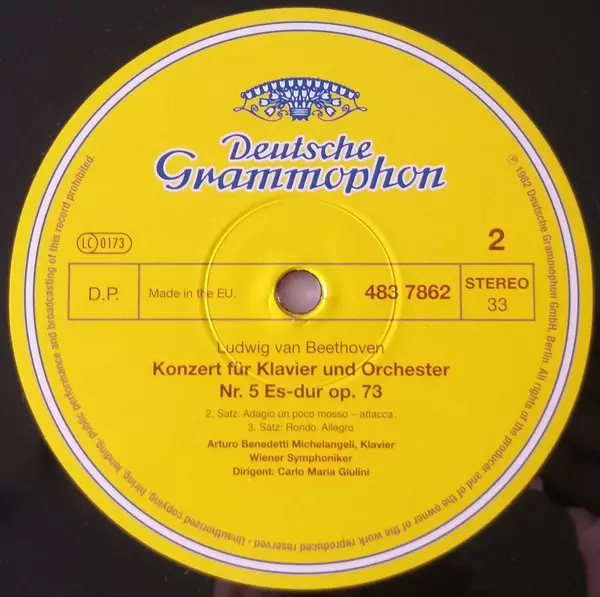 Deutsche
Grammophon
LC 0173
2
D.P.
Made in the EU.
483 7862
STEREO
33
Ludwig van Beethoven
Konzert für Klavier und Orchester
Nr. 5 Es-dur op. 73
2. Satz: Adagio un poco mosso – attacca:
3. Satz: Rondo. Allegro
Arturo Benedetti Michelangeli, Klavier
Wiener Symphoniker
Dirigent: Carlo Maria Giulini
℗ 1982 Deutsche Grammophon GmbH, Berlin. All rights of the producer and of the owner of the work reproduced reserved · Unauthorized copying, hiring, lending, public performance and broadcasting of this record prohibited.